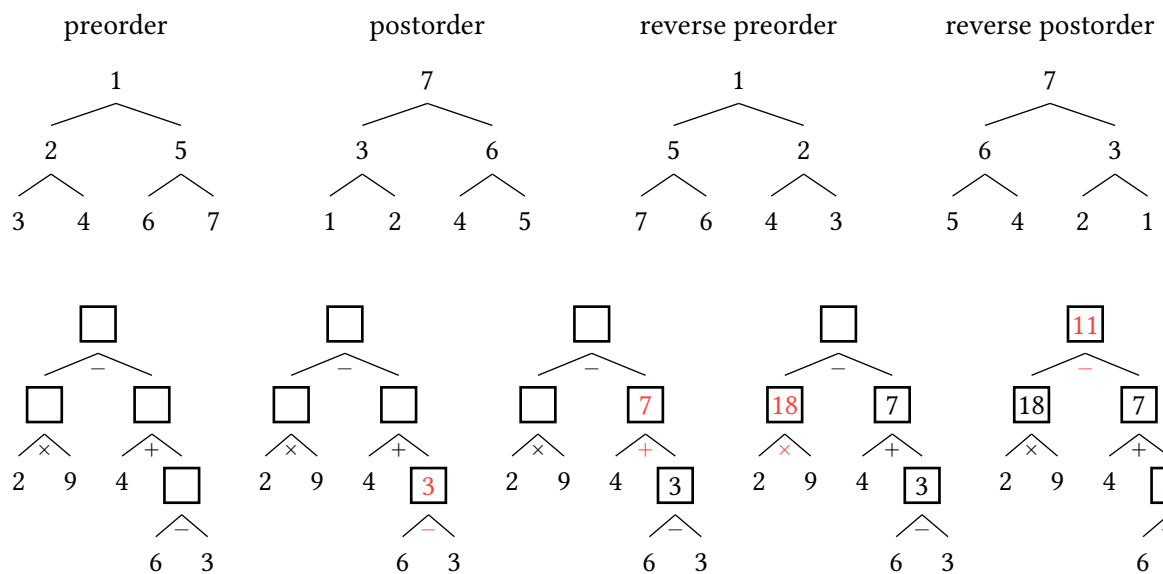 preorder postorder reverse preorder reverse postorder
1 7 1 7
2 5 3 6 5 2 6 3
3 4 6 7 1 2 4 5 7 6 4 3 5 4 2 1
11
− − − − −
7 18 7 18 7
× + × + × + × + × +
2 9 4 2 9 4 3 2 9 4 3 2 9 4 3 2 9 4
− − − −
6 3 6 3 6 3 6 3 6